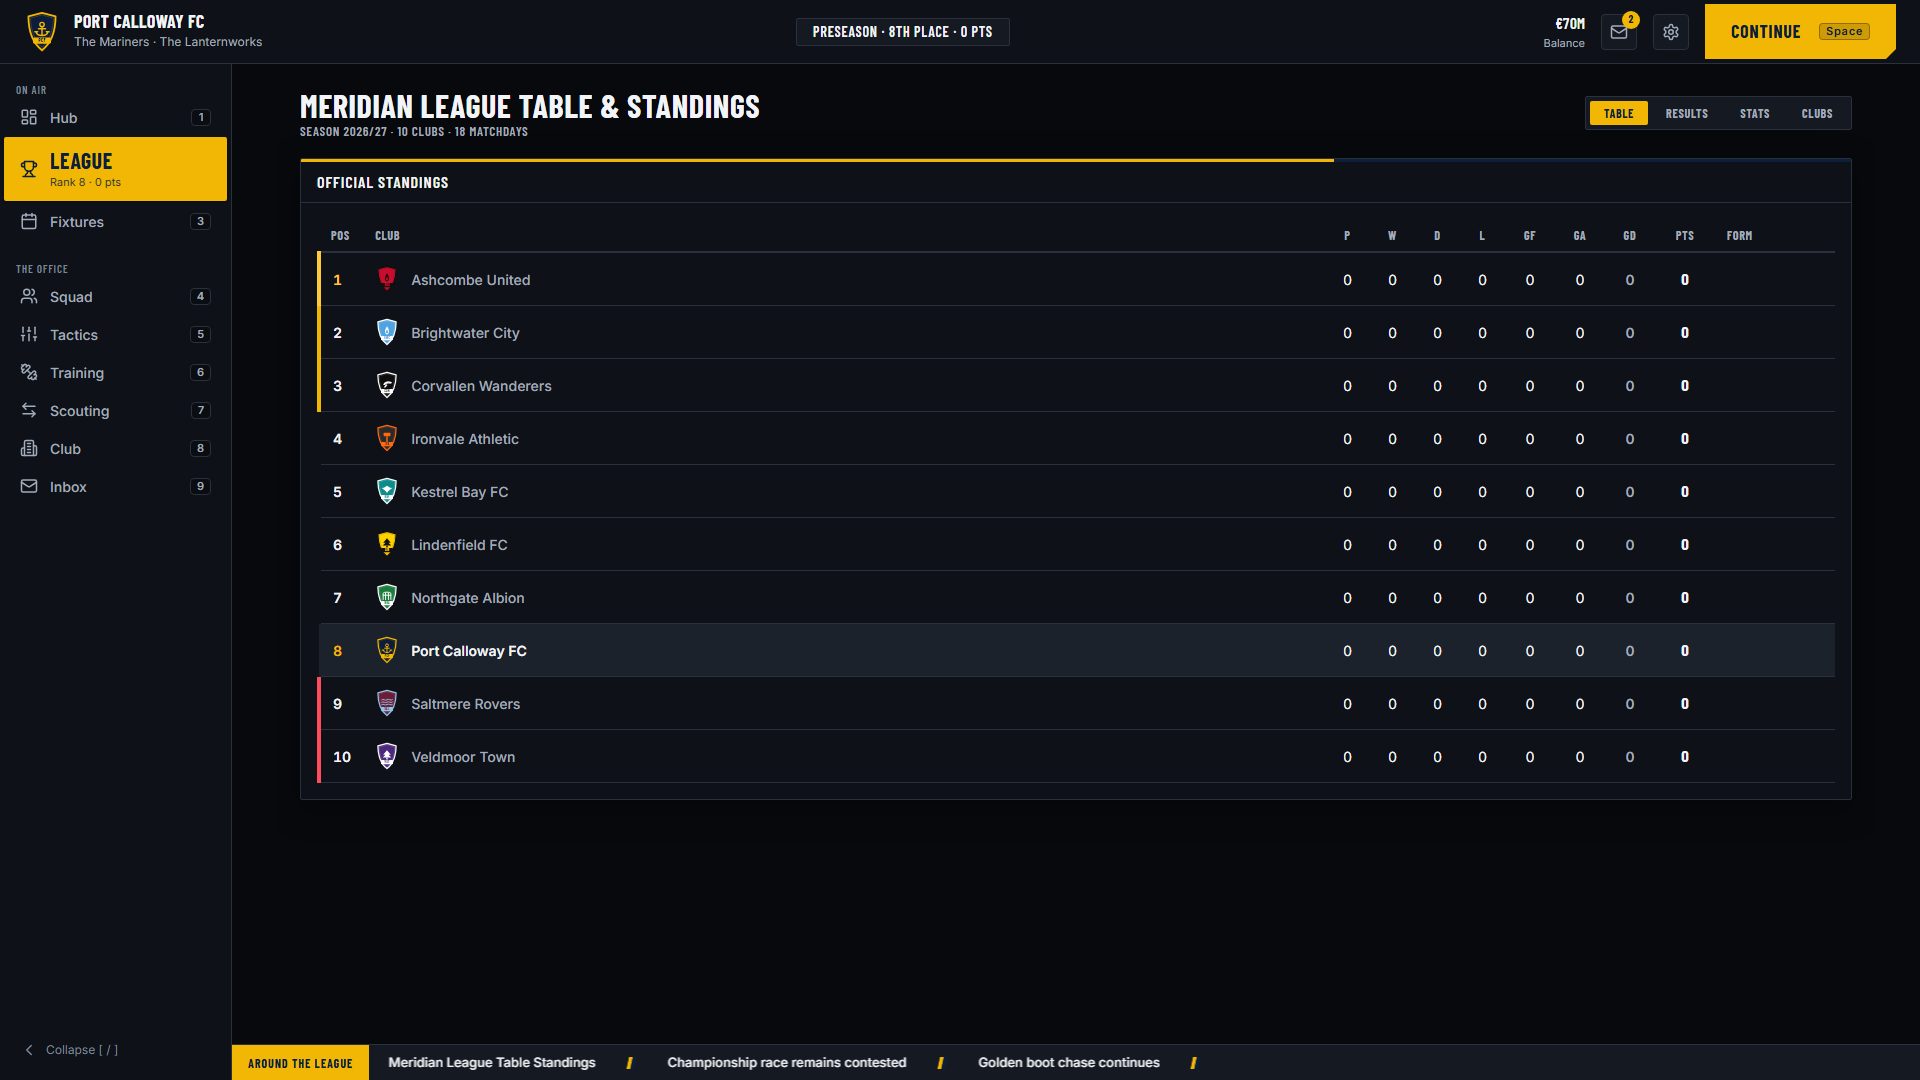 PORT CALLOWAY FC
The Mariners · The Lanternworks
PRESEASON · 8TH PLACE · 0 PTS
€70M
Balance
2
CONTINUE Space
ON AIR
Hub 1
LEAGUE
Rank 8 · 0 pts
Fixtures 3
THE OFFICE
Squad 4
Tactics 5
Training 6
Scouting 7
Club 8
Inbox 9
Collapse [ / ]
MERIDIAN LEAGUE TABLE & STANDINGS
SEASON 2026/27 · 10 CLUBS · 18 MATCHDAYS
TABLE RESULTS STATS CLUBS
OFFICIAL STANDINGS
POS CLUB P W D L GF GA GD PTS FORM
1 Ashcombe United 0 0 0 0 0 0 0 0
2 Brightwater City 0 0 0 0 0 0 0 0
3 Corvallen Wanderers 0 0 0 0 0 0 0 0
4 Ironvale Athletic 0 0 0 0 0 0 0 0
5 Kestrel Bay FC 0 0 0 0 0 0 0 0
6 Lindenfield FC 0 0 0 0 0 0 0 0
7 Northgate Albion 0 0 0 0 0 0 0 0
8 Port Calloway FC 0 0 0 0 0 0 0 0
9 Saltmere Rovers 0 0 0 0 0 0 0 0
10 Veldmoor Town 0 0 0 0 0 0 0 0
AROUND THE LEAGUE Meridian League Table Standings / Championship race remains contested / Golden boot chase continues /